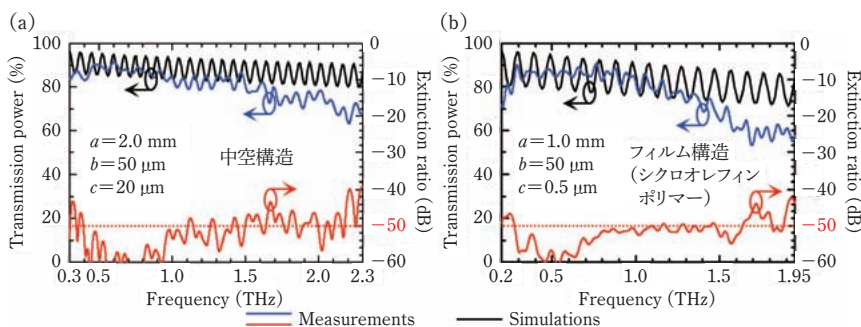 (a)
Transmission power (%)
100
80
60
40
20
0
a＝2.0 mm
b＝50 μm
c＝20 μm
中空構造
0
−10
−20
−30
−40
−50
−60
Extinction ratio (dB)
0.3 0.5 1.0 1.5 2.0 2.3
Frequency (THz)
(b)
Transmission power (%)
100
80
60
40
20
0
a＝1.0 mm
b＝50 μm
c＝0.5 μm
フィルム構造
（シクロオレフィン
ポリマー）
0
−10
−20
−30
−40
−50
−60
Extinction ratio (dB)
0.2 0.5 1.0 1.5 1.95
Frequency (THz)
Measurements
Simulations